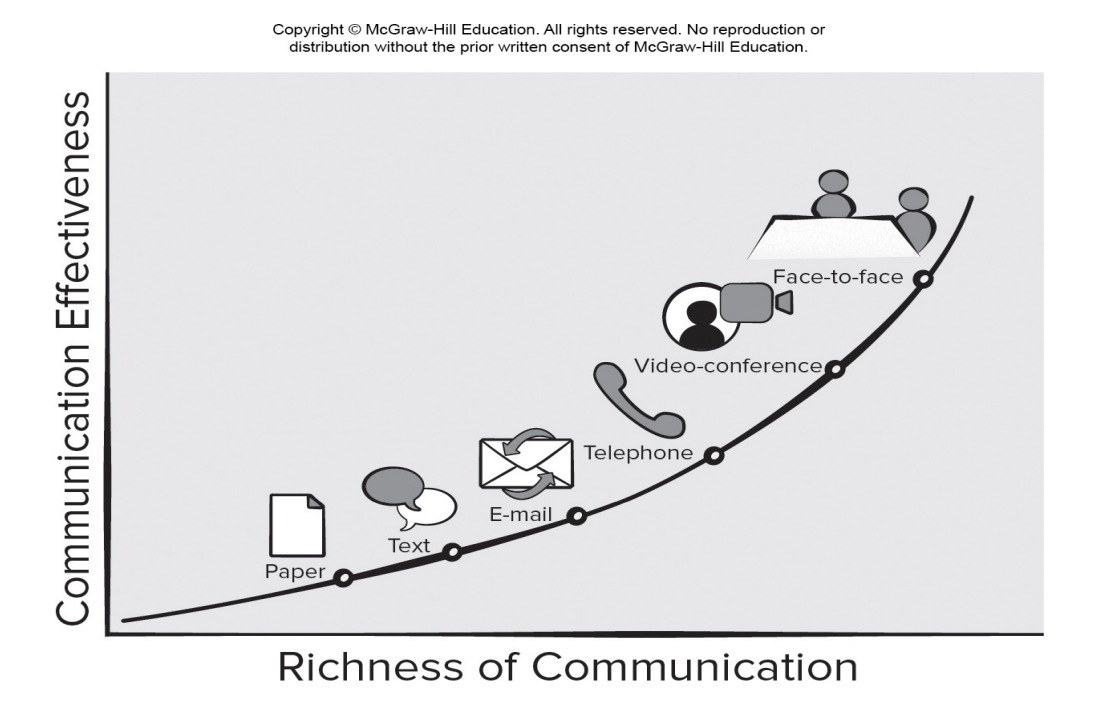 Copyright © McGraw-Hill Education. All rights reserved. No reproduction or
distribution without the prior written consent of McGraw-Hill Education.
Communication Effectiveness
Face-to-face
Video-conference
Telephone
E-mail
Text
Paper
Richness of Communication